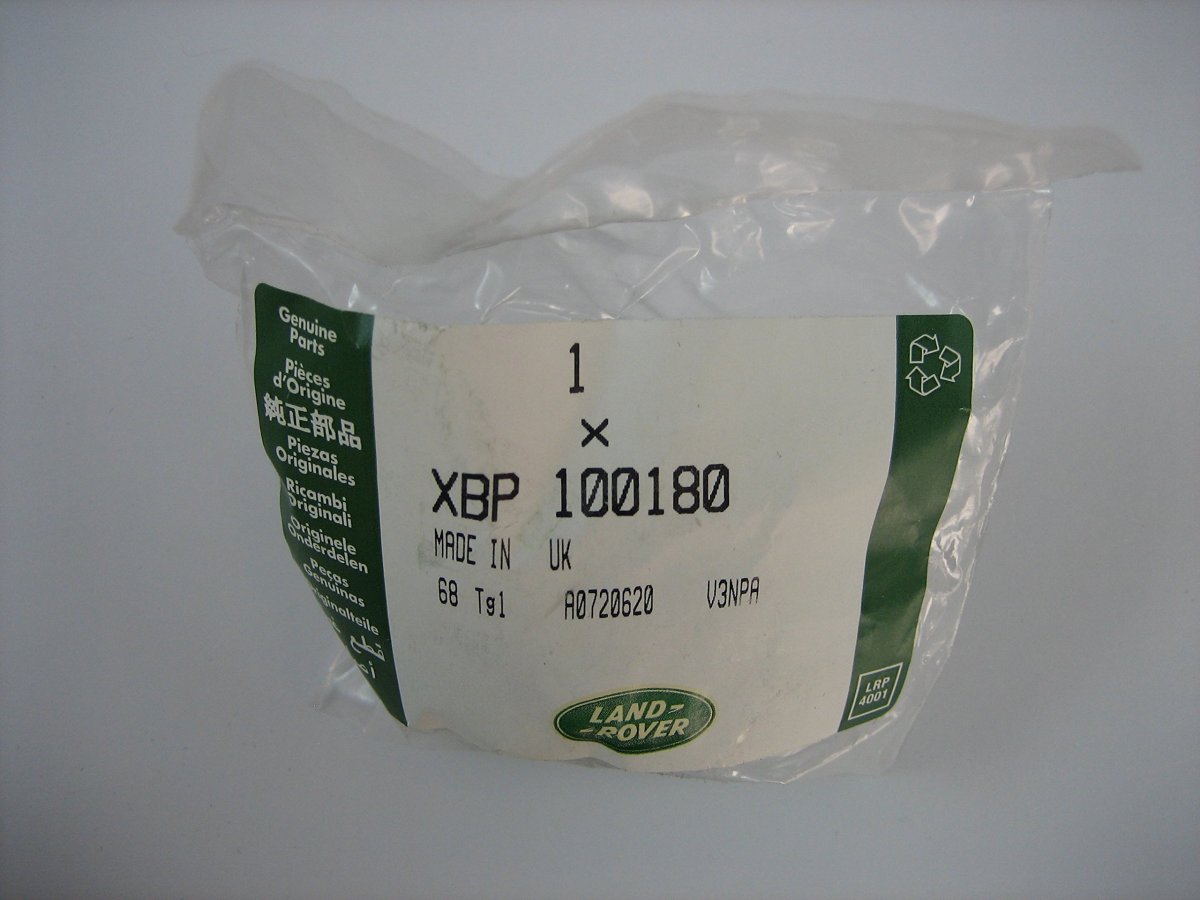 Genuine
Parts
Pièces
d'Origine
純正部品
Piezas
Originales
Ricambi
Originali
Originele
Onderdelen
Peças
Genuínas
قطع
1
×
XBP 100180
MADE IN UK
68 Tg1 A0720620 V3NPA
LAND-
-ROVER
LRP
4001